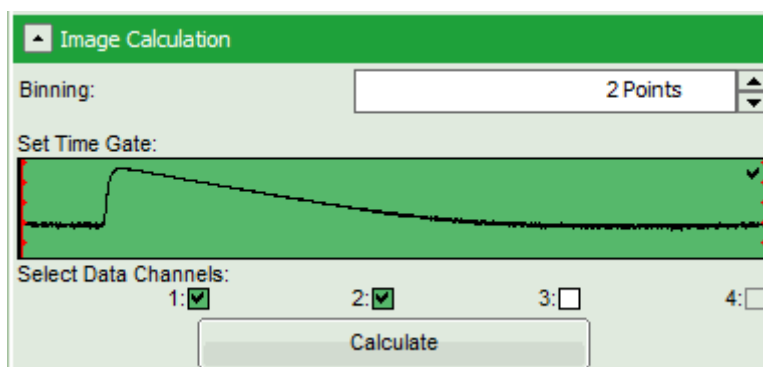 Image Calculation
Binning: 2 Points
Set Time Gate:
Select Data Channels:
1: 2: 3: 4:
Calculate